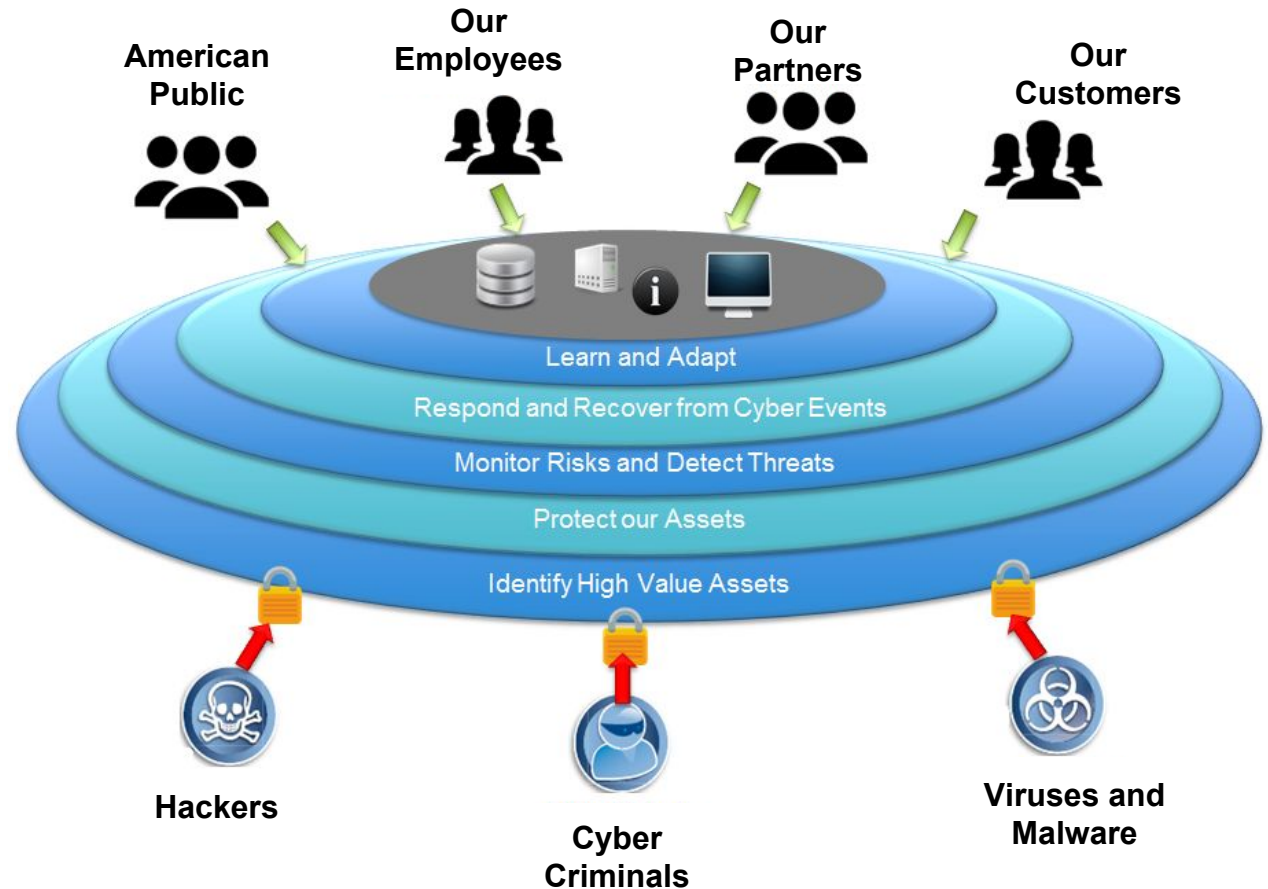 American
Public
Our
Employees
Our
Partners
Our
Customers
i
Learn and Adapt
Respond and Recover from Cyber Events
Monitor Risks and Detect Threats
Protect our Assets
Identify High Value Assets
Hackers
Cyber
Criminals
Viruses and
Malware